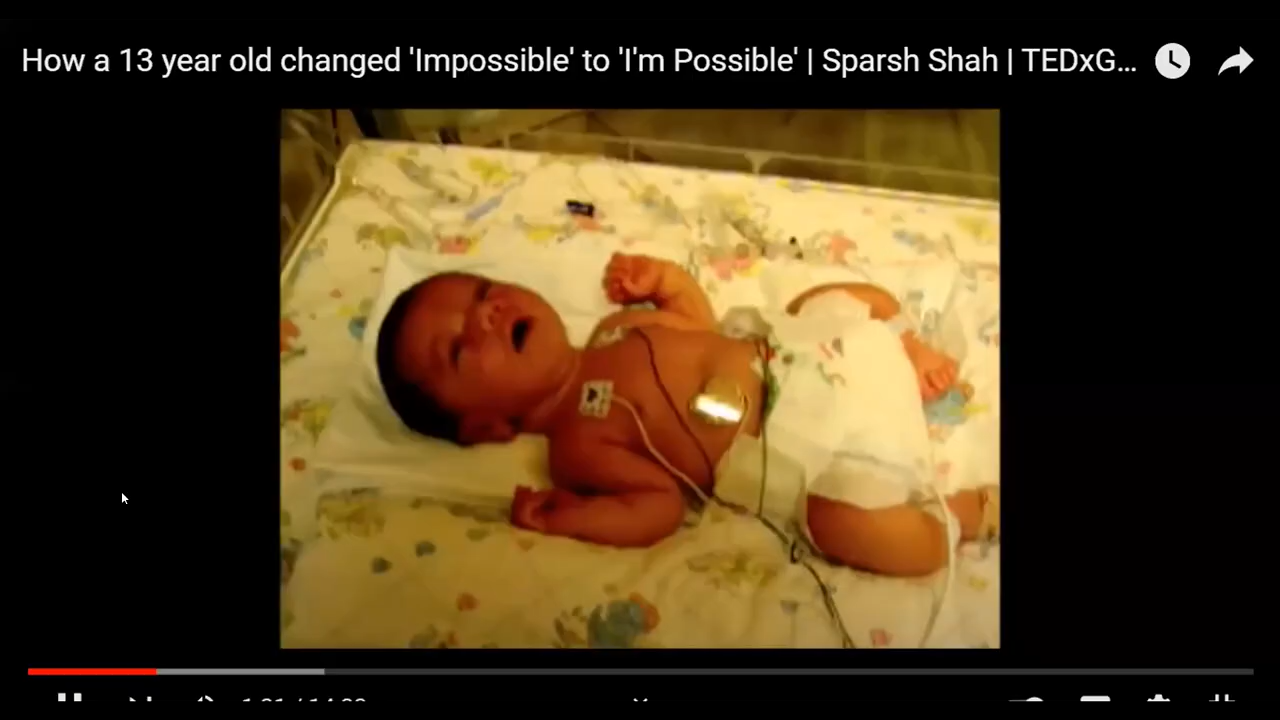 How a 13 year old changed 'Impossible' to 'I'm Possible' | Sparsh Shah | TEDxG...